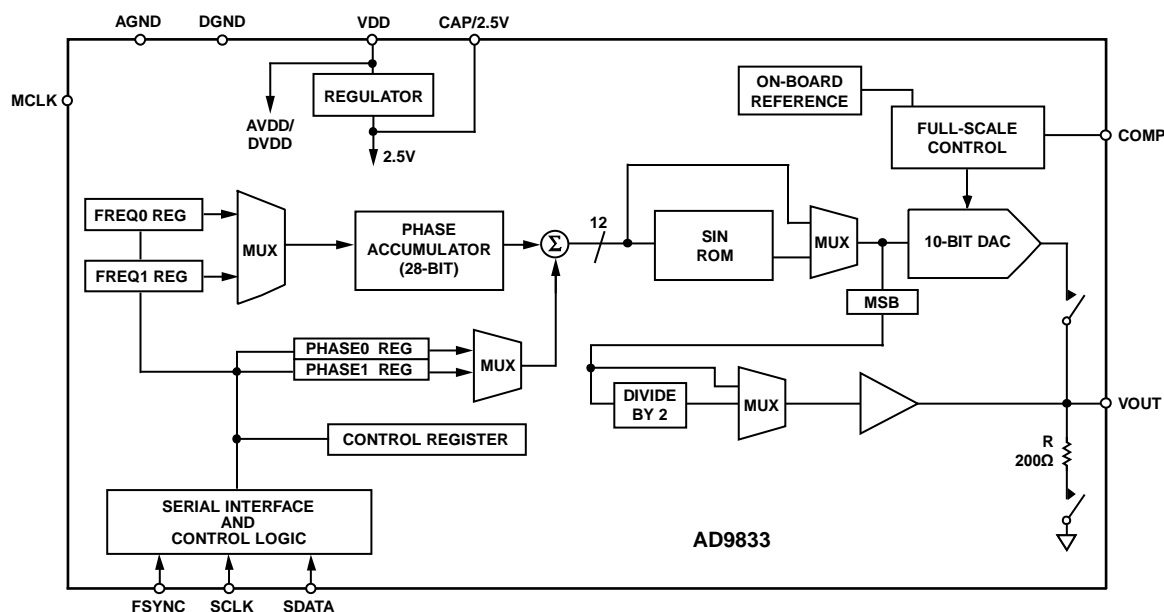 AGND
DGND
VDD
CAP/2.5V
MCLK
REGULATOR
AVDD/
DVDD
2.5V
ON-BOARD
REFERENCE
FULL-SCALE
CONTROL
COMP
FREQ0 REG
FREQ1 REG
MUX
PHASE
ACCUMULATOR
(28-BIT)
Σ
12
SIN
ROM
MUX
10-BIT DAC
MSB
PHASE0 REG
PHASE1 REG
MUX
DIVIDE
BY 2
MUX
VOUT
CONTROL REGISTER
R
200Ω
SERIAL INTERFACE
AND
CONTROL LOGIC
AD9833
FSYNC
SCLK
SDATA